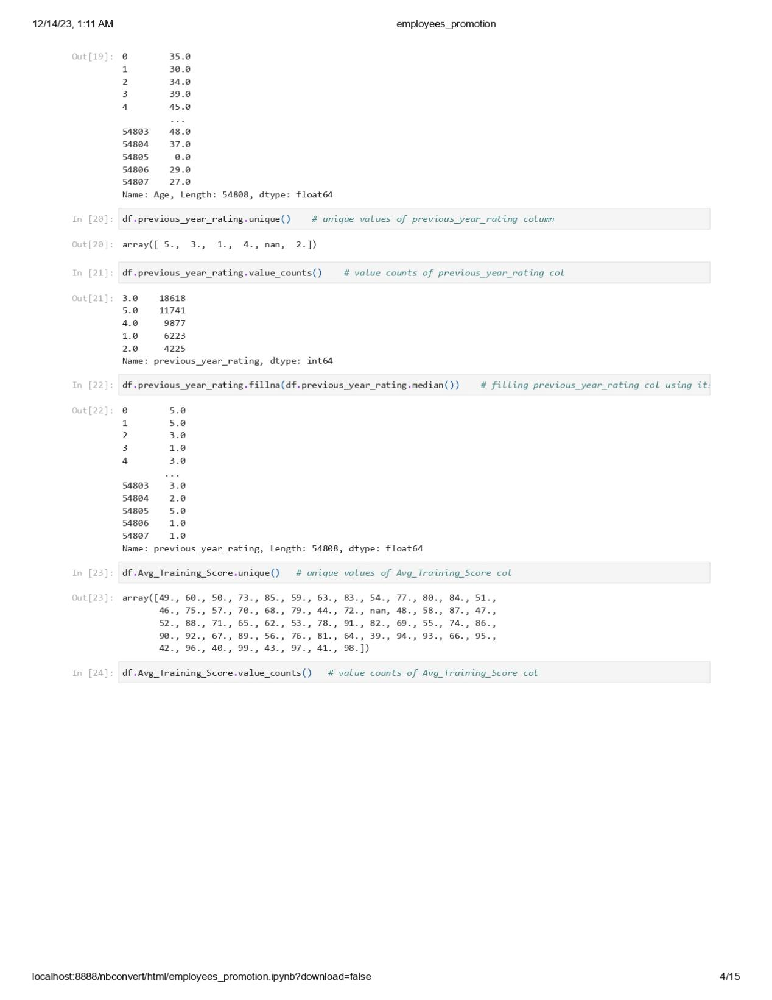 12/14/23, 1:11 AM employees_promotion
Out[19]: 0 35.0
1 30.0
2 34.0
3 39.0
4 45.0
...
54803 48.0
54804 37.0
54805 0.0
54806 29.0
54807 27.0
Name: Age, Length: 54808, dtype: float64
In [20]: df.previous_year_rating.unique() # unique values of previous_year_rating column
Out[20]: array([ 5., 3., 1., 4., nan, 2.])
In [21]: df.previous_year_rating.value_counts() # value counts of previous_year_rating col
Out[21]: 3.0 18618
5.0 11741
4.0 9877
1.0 6223
2.0 4225
Name: previous_year_rating, dtype: int64
In [22]: df.previous_year_rating.fillna(df.previous_year_rating.median()) # filling previous_year_rating col using its
Out[22]: 0 5.0
1 5.0
2 3.0
3 1.0
4 3.0
...
54803 3.0
54804 2.0
54805 5.0
54806 1.0
54807 1.0
Name: previous_year_rating, Length: 54808, dtype: float64
In [23]: df.Avg_Training_Score.unique() # unique values of Avg_Training_Score col
Out[23]: array([49., 60., 50., 73., 85., 59., 63., 83., 54., 77., 80., 84., 51.,
46., 75., 57., 70., 68., 79., 44., 72., nan, 48., 58., 87., 47.,
52., 88., 71., 65., 62., 53., 78., 91., 82., 69., 55., 74., 86.,
90., 92., 67., 89., 56., 76., 81., 64., 39., 94., 93., 66., 95.,
42., 96., 40., 99., 43., 97., 41., 98.])
In [24]: df.Avg_Training_Score.value_counts() # value counts of Avg_Training_Score col
localhost:8888/nbconvert/html/employees_promotion.ipynb?download=false 4/15